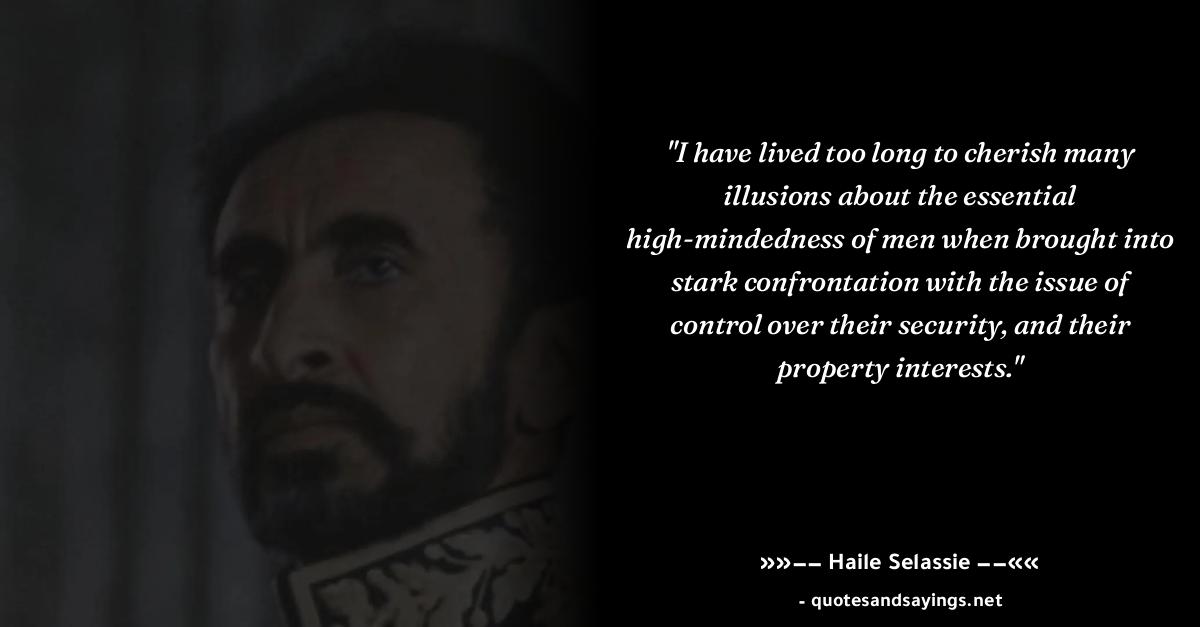 "I have lived too long to cherish many
illusions about the essential
high-mindedness of men when brought into
stark confrontation with the issue of
control over their security, and their
property interests."
»»−− Haile Selassie −−««
- quotesandsayings.net